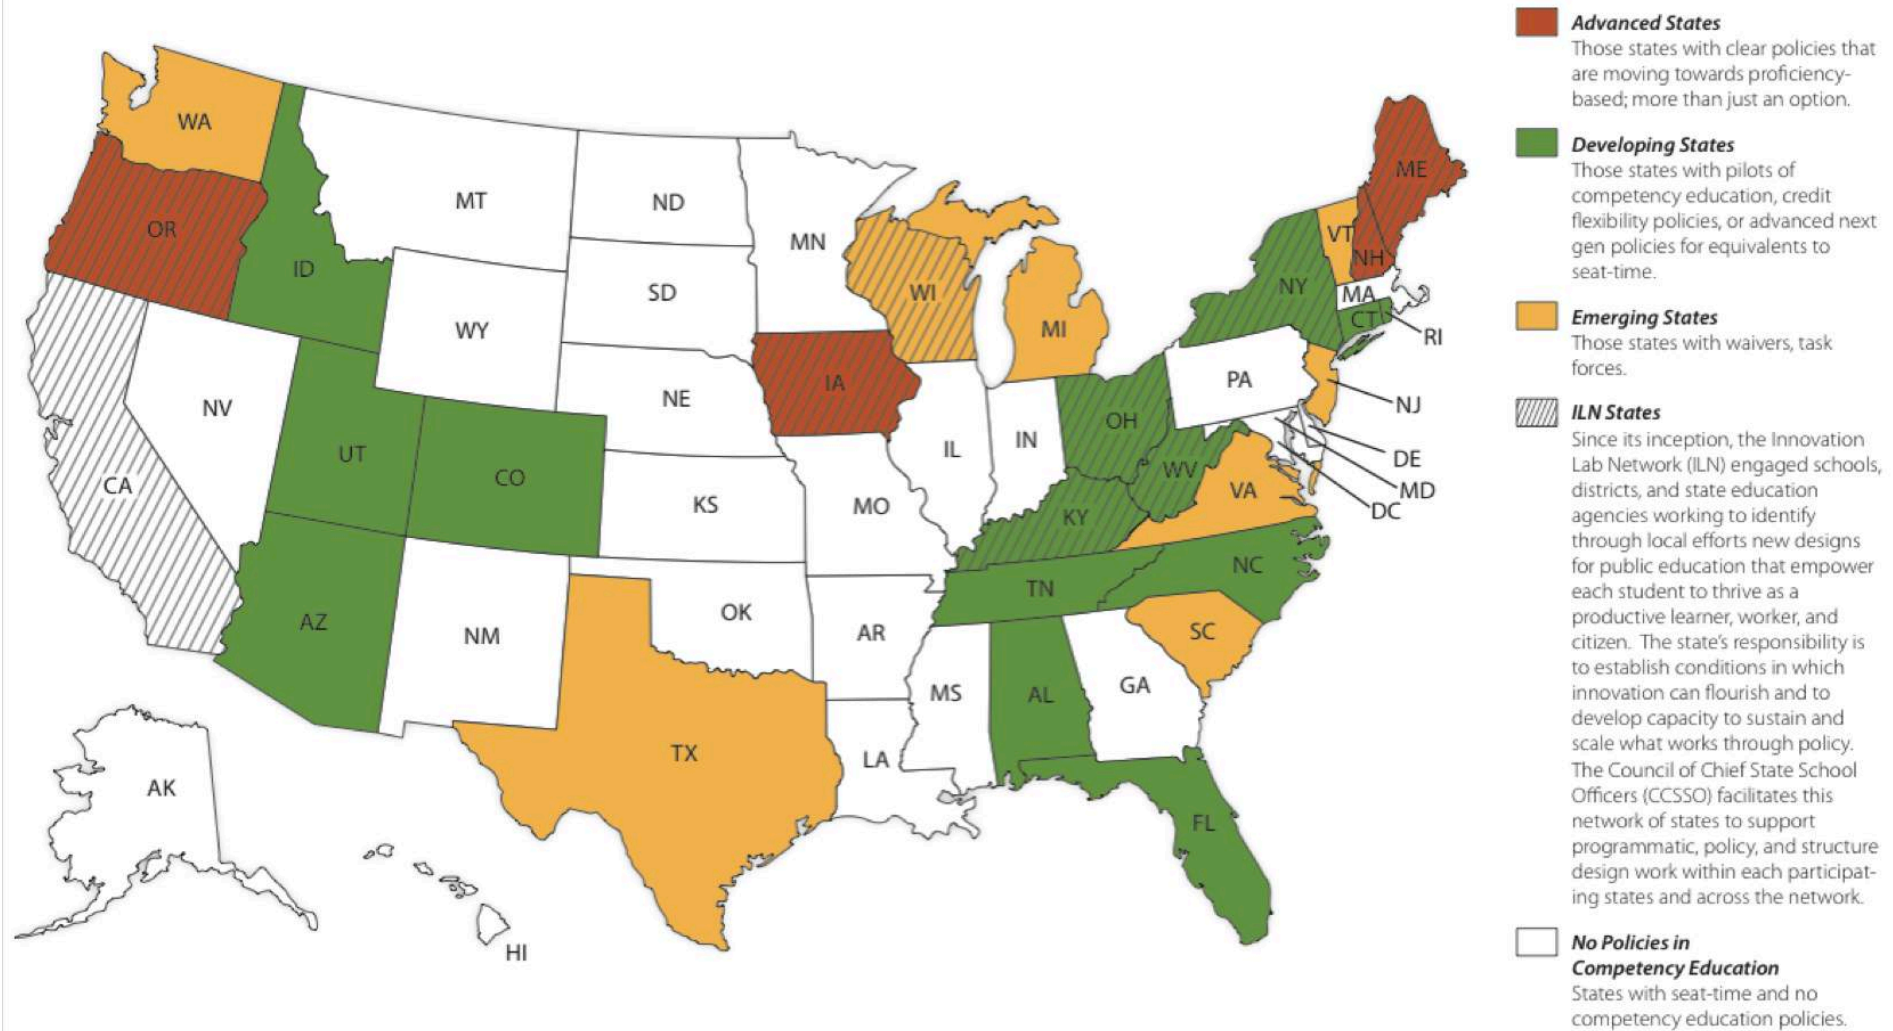 WA
OR
ID
MT
ND
MN
SD
WY
NE
IA
WI
MI
NV
UT
CO
CA
KS
MO
IL
IN
OH
PA
NY
VT
NH
ME
MA
CT
RI
NJ
DE
MD
DC
WV
VA
KY
TN
NC
SC
AZ
NM
OK
AR
MS
AL
GA
LA
TX
FL
AK
HI
Advanced States
Those states with clear policies that
are moving towards proficiency-
based; more than just an option.
Developing States
Those states with pilots of
competency education, credit
flexibility policies, or advanced next
gen policies for equivalents to
seat-time.
Emerging States
Those states with waivers, task
forces.
ILN States
Since its inception, the Innovation
Lab Network (ILN) engaged schools,
districts, and state education
agencies working to identify
through local efforts new designs
for public education that empower
each student to thrive as a
productive learner, worker, and
citizen. The state's responsibility is
to establish conditions in which
innovation can flourish and to
develop capacity to sustain and
scale what works through policy.
The Council of Chief State School
Officers (CCSSO) facilitates this
network of states to support
programmatic, policy, and structure
design work within each participat-
ing states and across the network.
No Policies in
Competency Education
States with seat-time and no
competency education policies.